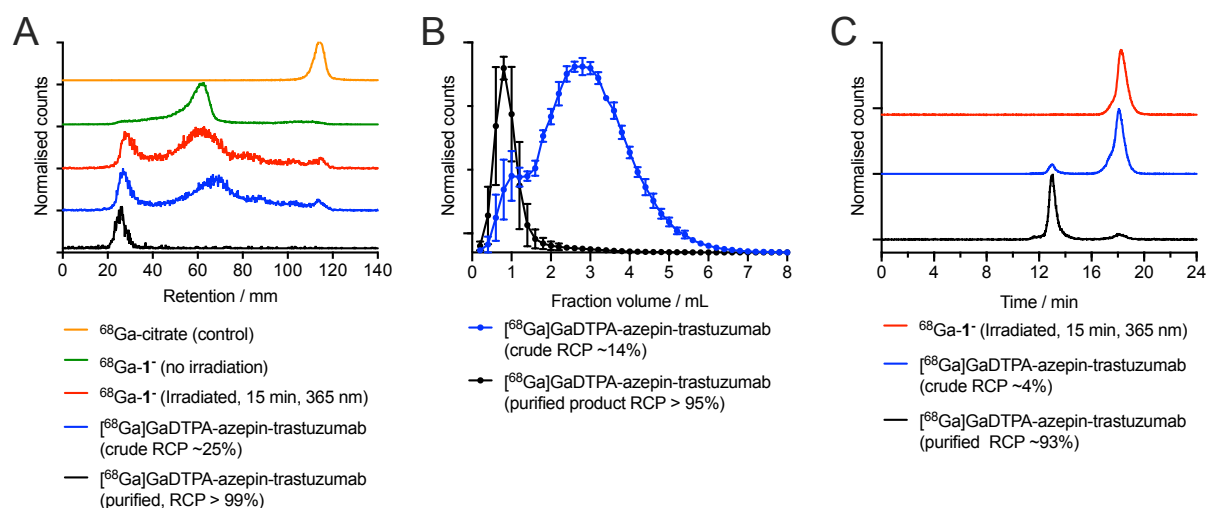 A
Normalised counts
0 20 40 60 80 100 120 140
Retention / mm
⁶⁸Ga-citrate (control)
⁶⁸Ga-1⁻ (no irradiation)
⁶⁸Ga-1⁻ (Irradiated, 15 min, 365 nm)
[⁶⁸Ga]GaDTPA-azepin-trastuzumab
(crude RCP ~25%)
[⁶⁸Ga]GaDTPA-azepin-trastuzumab
(purified, RCP > 99%)
B
Normalised counts
0 1 2 3 4 5 6 7 8
Fraction volume / mL
[⁶⁸Ga]GaDTPA-azepin-trastuzumab
(crude RCP ~14%)
[⁶⁸Ga]GaDTPA-azepin-trastuzumab
(purified product RCP > 95%)
C
Normalised counts
0 4 8 12 16 20 24
Time / min
⁶⁸Ga-1⁻ (Irradiated, 15 min, 365 nm)
[⁶⁸Ga]GaDTPA-azepin-trastuzumab
(crude RCP ~4%)
[⁶⁸Ga]GaDTPA-azepin-trastuzumab
(purified RCP ~93%)